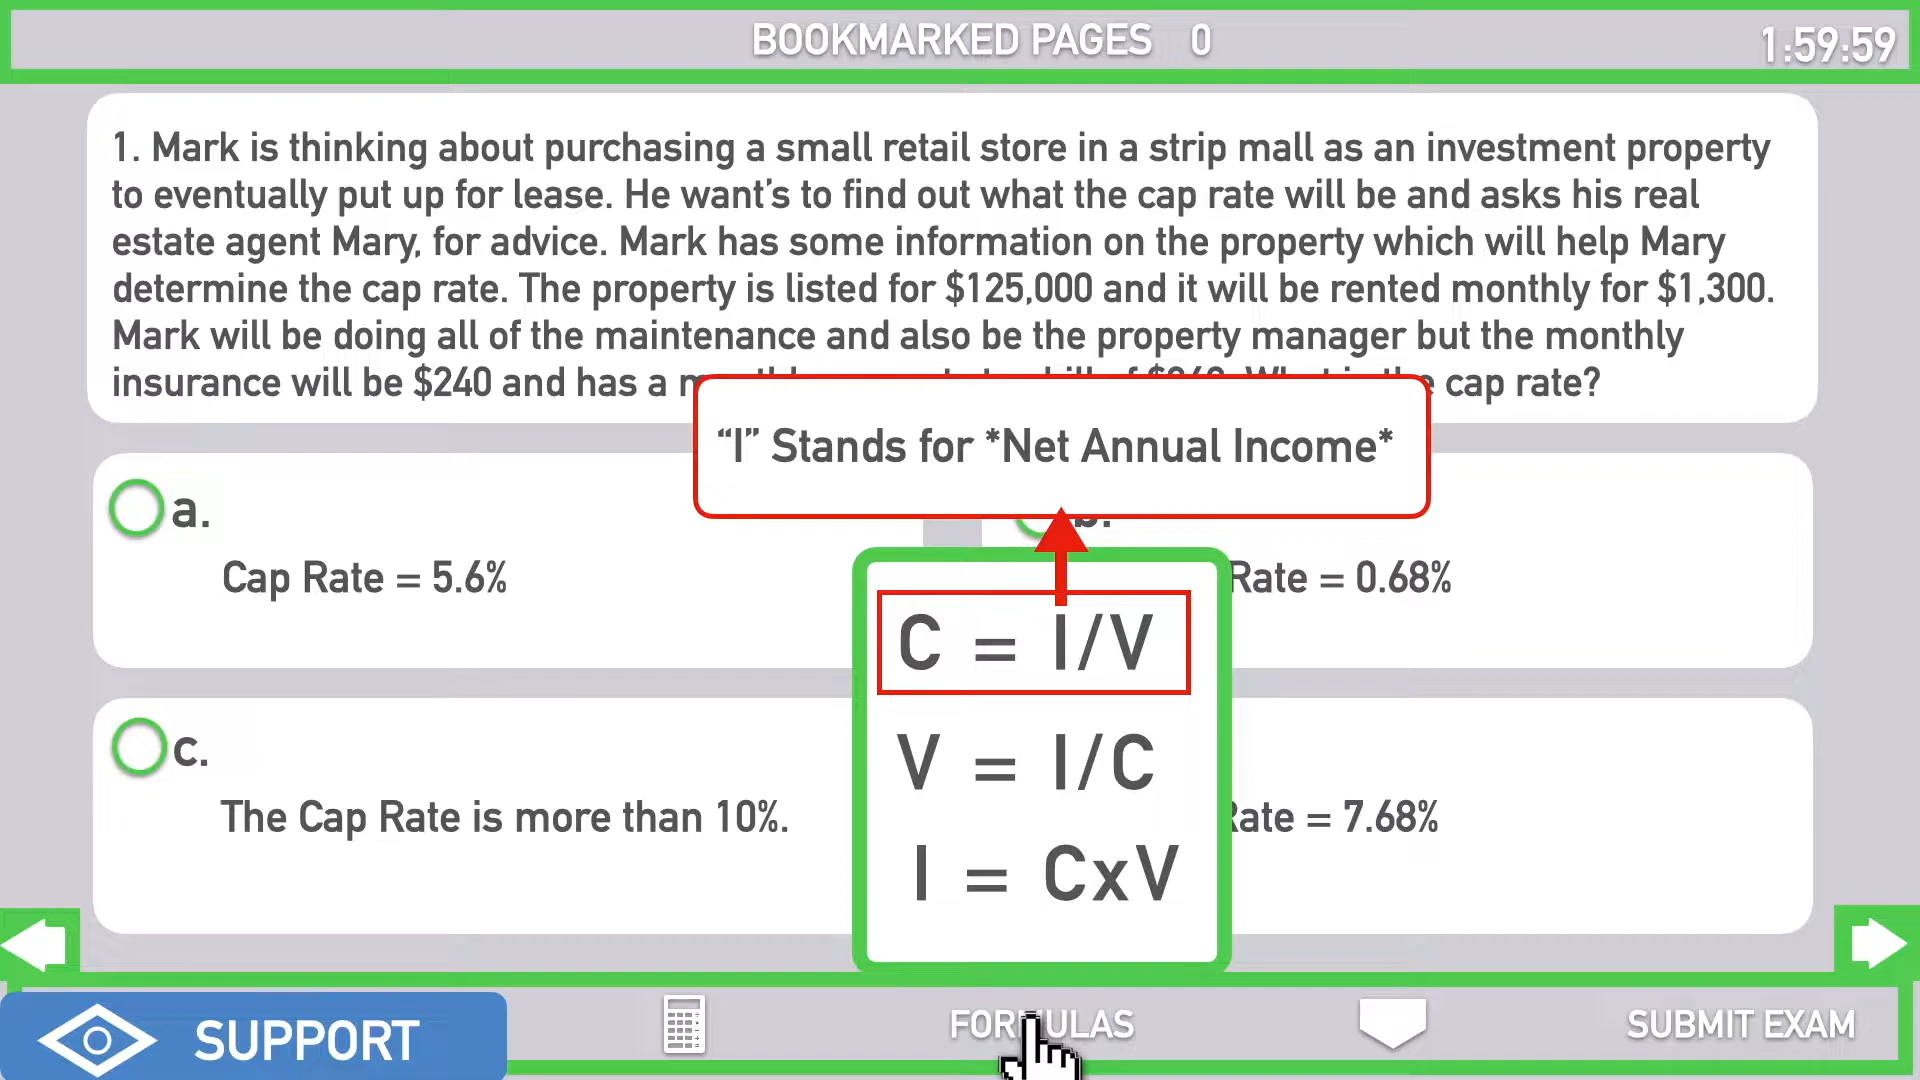 BOOKMARKED PAGES 0
1:59:59
1. Mark is thinking about purchasing a small retail store in a strip mall as an investment property
to eventually put up for lease. He want's to find out what the cap rate will be and asks his real
estate agent Mary, for advice. Mark has some information on the property which will help Mary
determine the cap rate. The property is listed for $125,000 and it will be rented monthly for $1,300.
Mark will be doing all of the maintenance and also be the property manager but the monthly
insurance will be $240 and has a cap rate?
“I” Stands for *Net Annual Income*
a.
Cap Rate = 5.6%
b.
Rate = 0.68%
C = I/V
V = I/C
I = CxV
c.
The Cap Rate is more than 10%.
Rate = 7.68%
SUPPORT
FORMULAS
SUBMIT EXAM